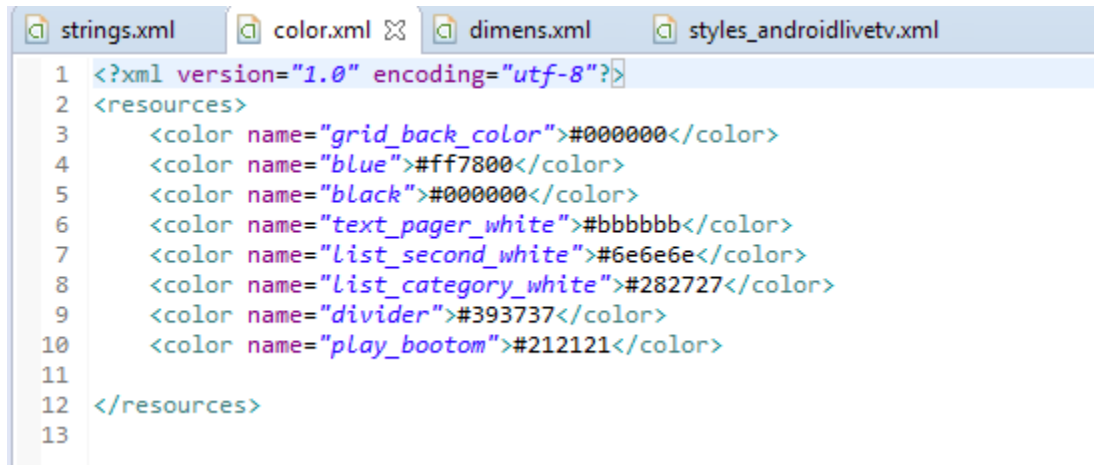 strings.xml color.xml dimens.xml styles_androidlivetv.xml
1 <?xml version="1.0" encoding="utf-8"?>
2 <resources>
3     <color name="grid_back_color">#000000</color>
4     <color name="blue">#ff7800</color>
5     <color name="black">#000000</color>
6     <color name="text_pager_white">#bbbbbb</color>
7     <color name="list_second_white">#6e6e6e</color>
8     <color name="list_category_white">#282727</color>
9     <color name="divider">#393737</color>
10     <color name="play_bootom">#212121</color>
11
12 </resources>
13